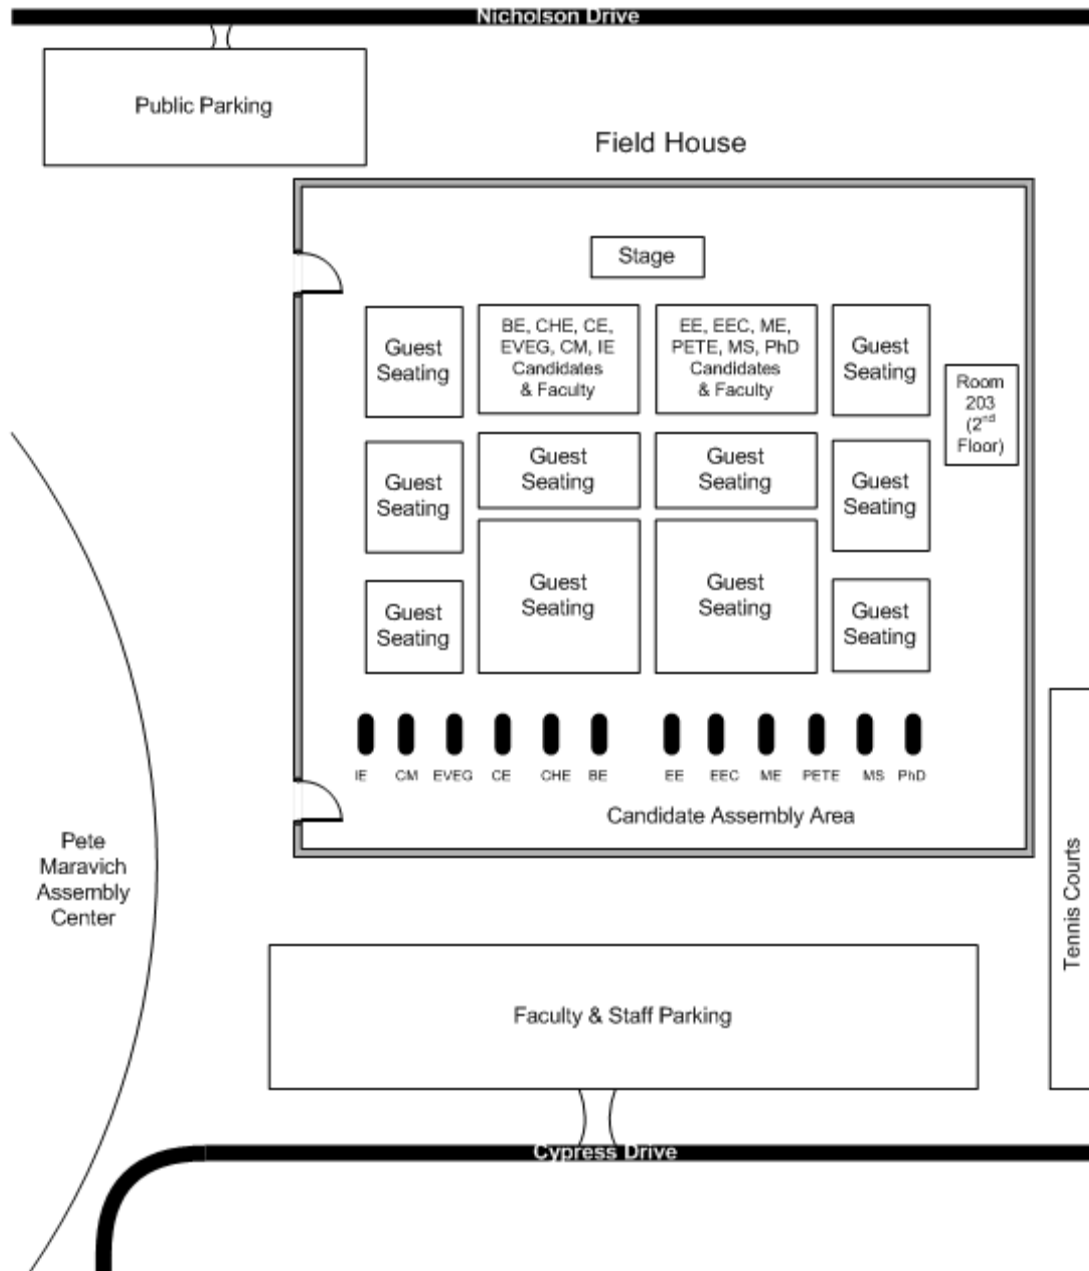 Nicholson Drive
Public Parking
Field House
Stage
Guest
Seating
BE, CHE, CE,
EVEG, CM, IE
Candidates
& Faculty
EE, EEC, ME,
PETE, MS, PhD
Candidates
& Faculty
Guest
Seating
Room
203
(2nd
Floor)
Guest
Seating
Guest
Seating
Guest
Seating
Guest
Seating
Guest
Seating
Guest
Seating
Guest
Seating
Guest
Seating
IE CM EVEG CE CHE BE EE EEC ME PETE MS PhD
Candidate Assembly Area
Pete
Maravich
Assembly
Center
Tennis Courts
Faculty & Staff Parking
Cypress Drive